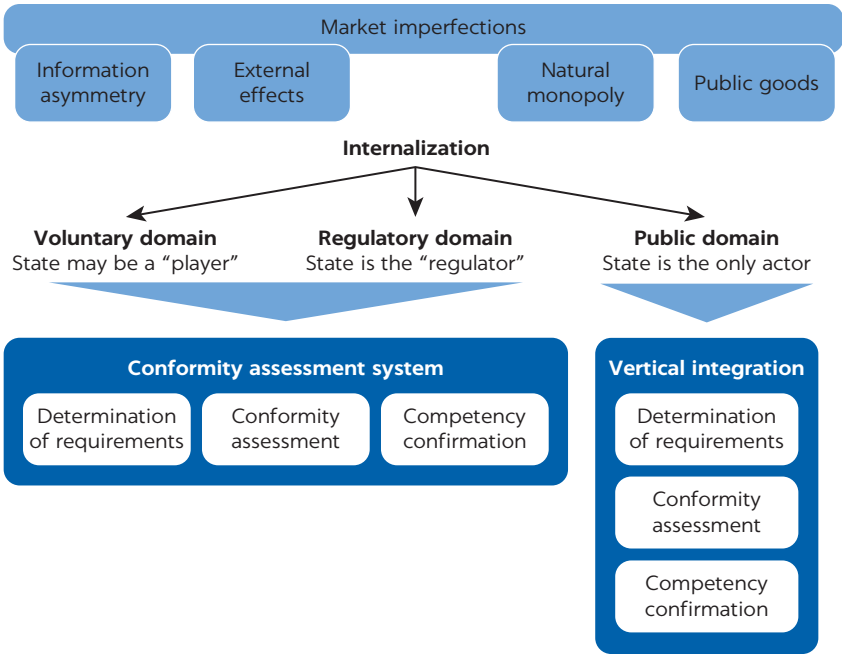 Market imperfections
Information
asymmetry
External
effects
Natural
monopoly
Public goods
Internalization
Voluntary domain
State may be a “player”
Regulatory domain
State is the “regulator”
Public domain
State is the only actor
Conformity assessment system
Determination
of requirements
Conformity
assessment
Competency
confirmation
Vertical integration
Determination
of requirements
Conformity
assessment
Competency
confirmation